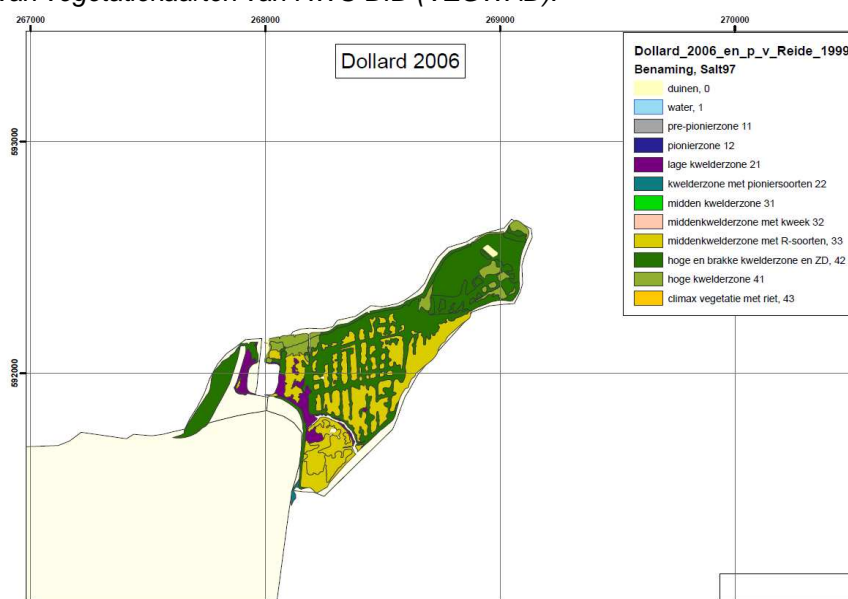 van vegetatiekaarten van RWS-DID (VEGWAD).
267000 268000 269000 270000
Dollard 2006
Dollard_2006_en_p_v_Reide_1999
Benaming, Salt97
duinen, 0
water, 1
pre-pionierzone 11
pionierzone 12
lage kwelderzone 21
kwelderzone met pioniersoorten 22
midden kwelderzone 31
middenkwelderzone met kweek 32
middenkwelderzone met R-soorten, 33
hoge en brakke kwelderzone en ZD, 42
hoge kwelderzone 41
climax vegetatie met riet, 43
593000
592000